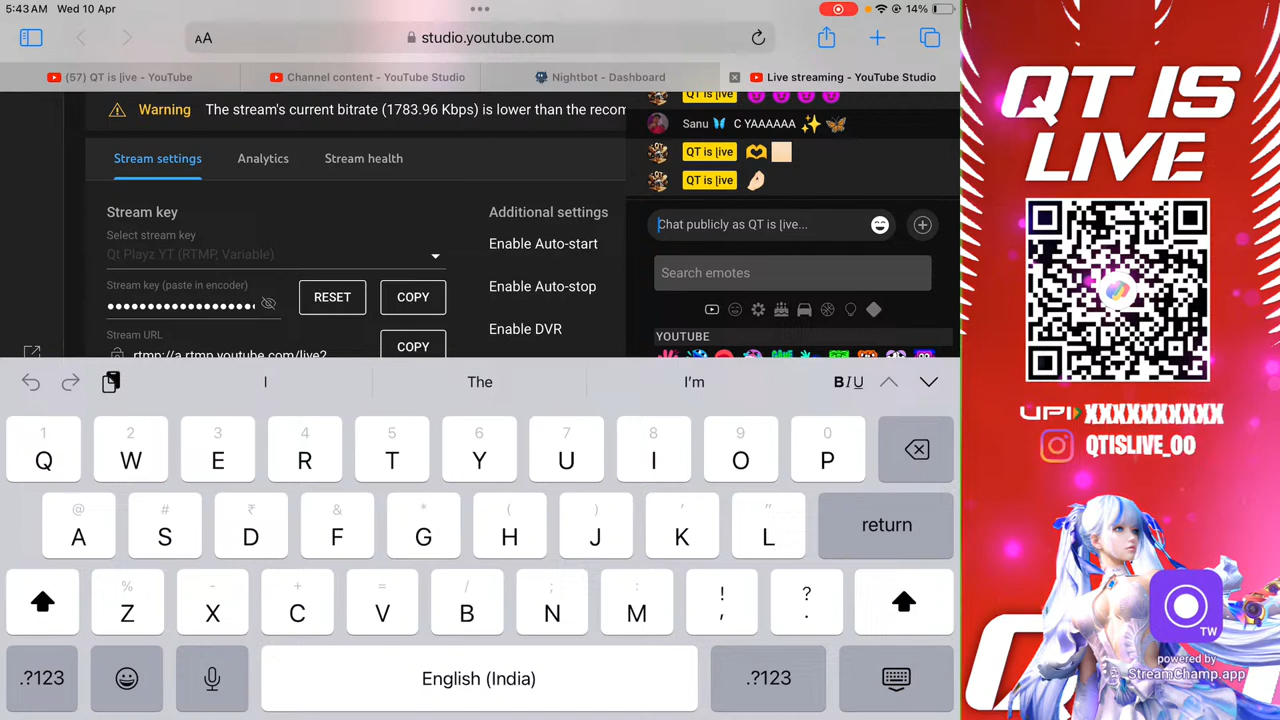 5:43 AM Wed 10 Apr
14%
AA studio.youtube.com
(57) QT is |ive - YouTube
Channel content - YouTube Studio
Nightbot - Dashboard
Live streaming - YouTube Studio
Warning The stream's current bitrate (1783.96 Kbps) is lower than the recom
Stream settings Analytics Stream health
Stream key
Select stream key
Qt Playz YT (RTMP, Variable)
Stream key (paste in encoder)
RESET COPY
Stream URL
rtmp://a.rtmp.youtube.com/live2
COPY
Additional settings
Enable Auto-start
Enable Auto-stop
Enable DVR
QT is |ive
Sanu C YAAAAAA
QT is |ive
QT is |ive
Chat publicly as QT is |ive...
Search emotes
YOUTUBE
I The I'm BIU
1 2 3 4 5 6 7 8 9 0
Q W E R T Y U I O P
@ # ₹ & * ( ) ' "
A S D F G H J K L return
% - + = / ; : ! ?
Z X C V B N M , .
.?123 English (India) .?123
QT IS
LIVE
UPI XXXXXXXXXX
QTISLIVE_00
TW
powered by
StreamChamp.app